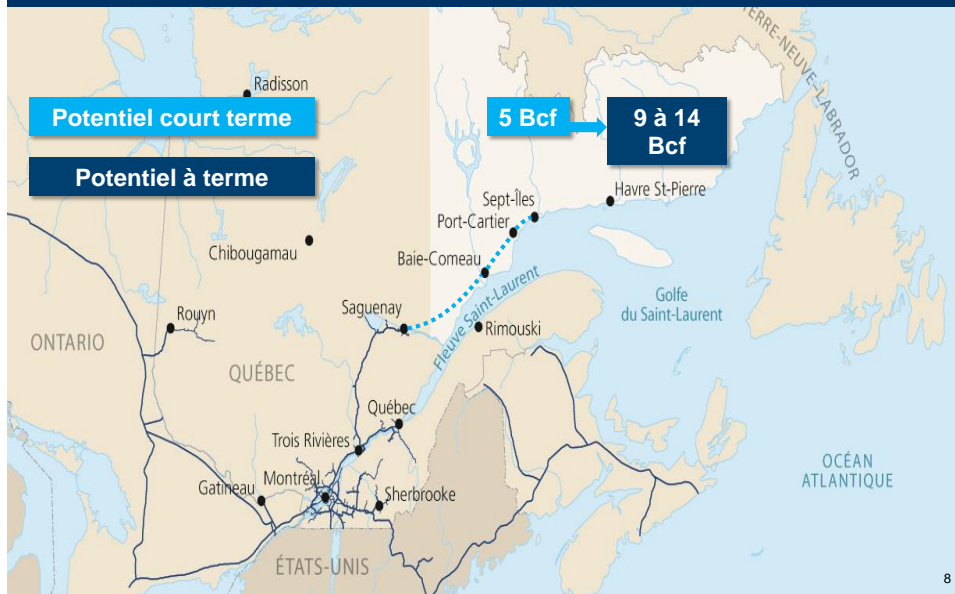 TERRE-NEUVE-LABRADOR
Radisson
Potentiel court terme
5 Bcf
9 à 14
Bcf
Potentiel à terme
Sept-Îles
Havre St-Pierre
Port-Cartier
Chibougamau
Baie-Comeau
Fleuve Saint-Laurent
Golfe
du Saint-Laurent
Saguenay
Rouyn
Rimouski
ONTARIO
QUÉBEC
Québec
Trois Rivières
OCÉAN
ATLANTIQUE
Montréal
Gatineau
Sherbrooke
ÉTATS-UNIS
8